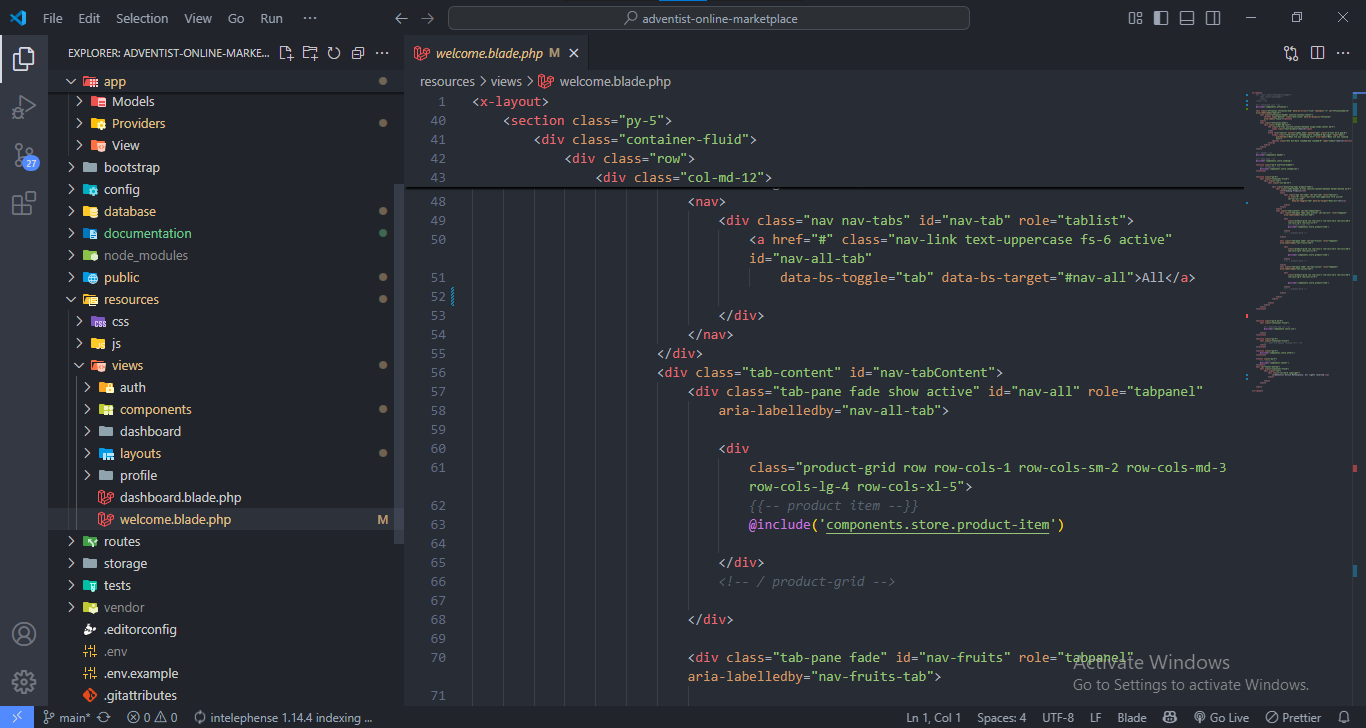 File Edit Selection View Go Run ···
adventist-online-marketplace
EXPLORER: ADVENTIST-ONLINE-MARKE...
app
Models
Providers
View
bootstrap
config
database
documentation
node_modules
public
resources
css
js
views
auth
components
dashboard
layouts
profile
dashboard.blade.php
welcome.blade.php M
routes
storage
tests
vendor
.editorconfig
.env
.env.example
.gitattributes
27
welcome.blade.php M
resources > views > welcome.blade.php
1 <x-layout>
40 <section class="py-5">
41 <div class="container-fluid">
42 <div class="row">
43 <div class="col-md-12">
48 <nav>
49 <div class="nav nav-tabs" id="nav-tab" role="tablist">
50 <a href="#" class="nav-link text-uppercase fs-6 active"
id="nav-all-tab"
51 data-bs-toggle="tab" data-bs-target="#nav-all">All</a>
52
53 </div>
54 </nav>
55 </div>
56 <div class="tab-content" id="nav-tabContent">
57 <div class="tab-pane fade show active" id="nav-all" role="tabpanel"
58 aria-labelledby="nav-all-tab">
59
60 <div
61 class="product-grid row row-cols-1 row-cols-sm-2 row-cols-md-3
row-cols-lg-4 row-cols-xl-5">
62 {{-- product item --}}
63 @include('components.store.product-item')
64
65 </div>
66 <!-- / product-grid -->
67
68 </div>
69
70 <div class="tab-pane fade" id="nav-fruits" role="tabpanel"
aria-labelledby="nav-fruits-tab">
71
Activate Windows
Go to Settings to activate Windows.
main* 0 0 intelephense 1.14.4 indexing ... Ln 1, Col 1 Spaces: 4 UTF-8 LF Blade Go Live Prettier